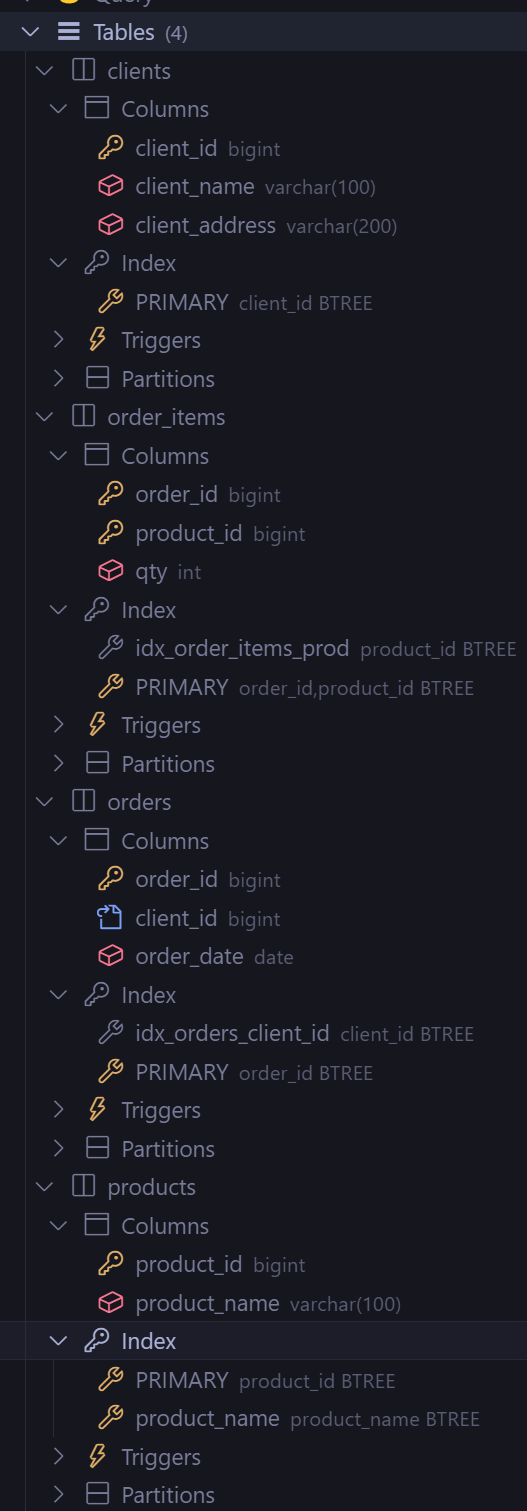 Query
Tables (4)
clients
Columns
client_id bigint
client_name varchar(100)
client_address varchar(200)
Index
PRIMARY client_id BTREE
Triggers
Partitions
order_items
Columns
order_id bigint
product_id bigint
qty int
Index
idx_order_items_prod product_id BTREE
PRIMARY order_id,product_id BTREE
Triggers
Partitions
orders
Columns
order_id bigint
client_id bigint
order_date date
Index
idx_orders_client_id client_id BTREE
PRIMARY order_id BTREE
Triggers
Partitions
products
Columns
product_id bigint
product_name varchar(100)
Index
PRIMARY product_id BTREE
product_name product_name BTREE
Triggers
Partitions